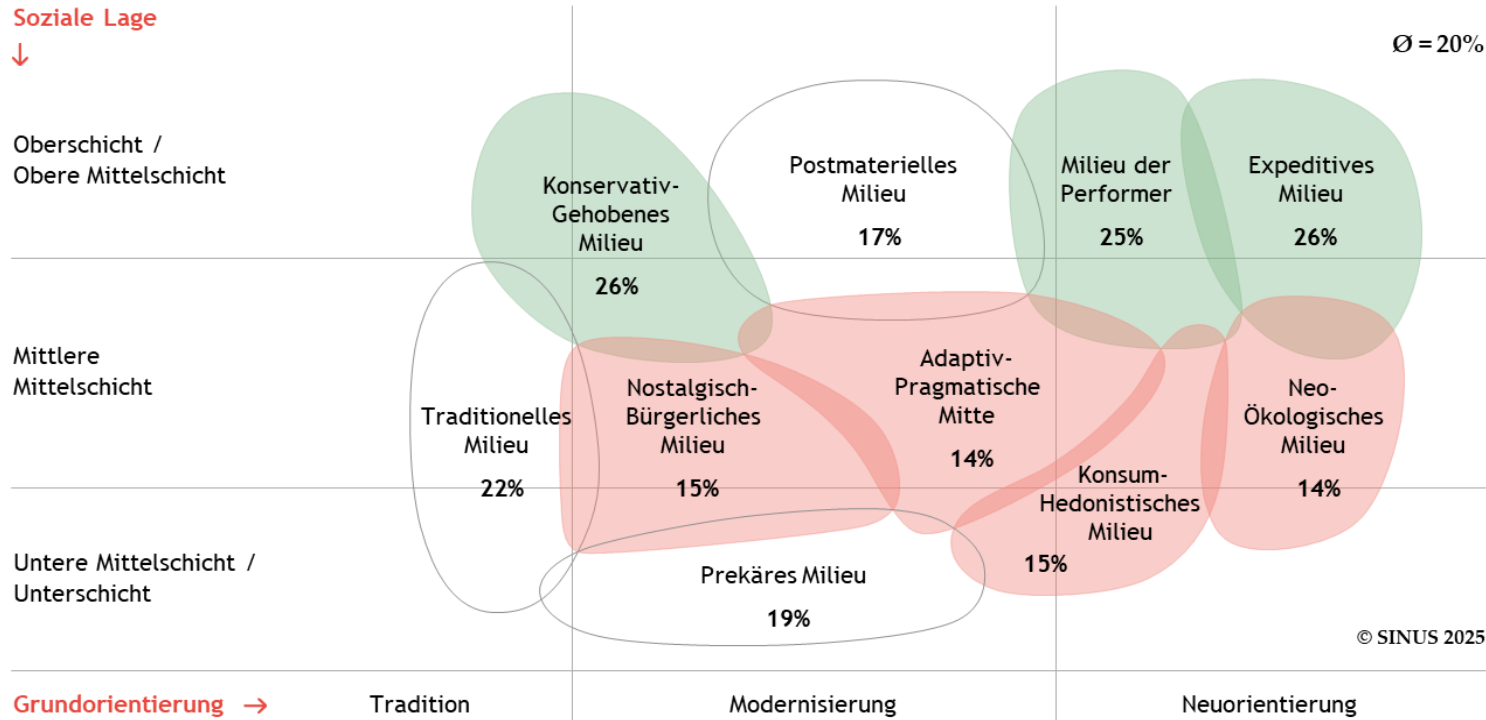 Soziale Lage
↓
Ø = 20%
Oberschicht /
Obere Mittelschicht
Konservativ-
Gehobenes
Milieu
26%
Postmaterielles
Milieu
17%
Milieu der
Performer
25%
Expeditives
Milieu
26%
Mittlere
Mittelschicht
Traditionelles
Milieu
22%
Nostalgisch-
Bürgerliches
Milieu
15%
Adaptiv-
Pragmatische
Mitte
14%
Konsum-
Hedonistisches
Milieu
15%
Neo-
Ökologisches
Milieu
14%
Untere Mittelschicht /
Unterschicht
Prekäres Milieu
19%
© SINUS 2025
Grundorientierung →
Tradition
Modernisierung
Neuorientierung